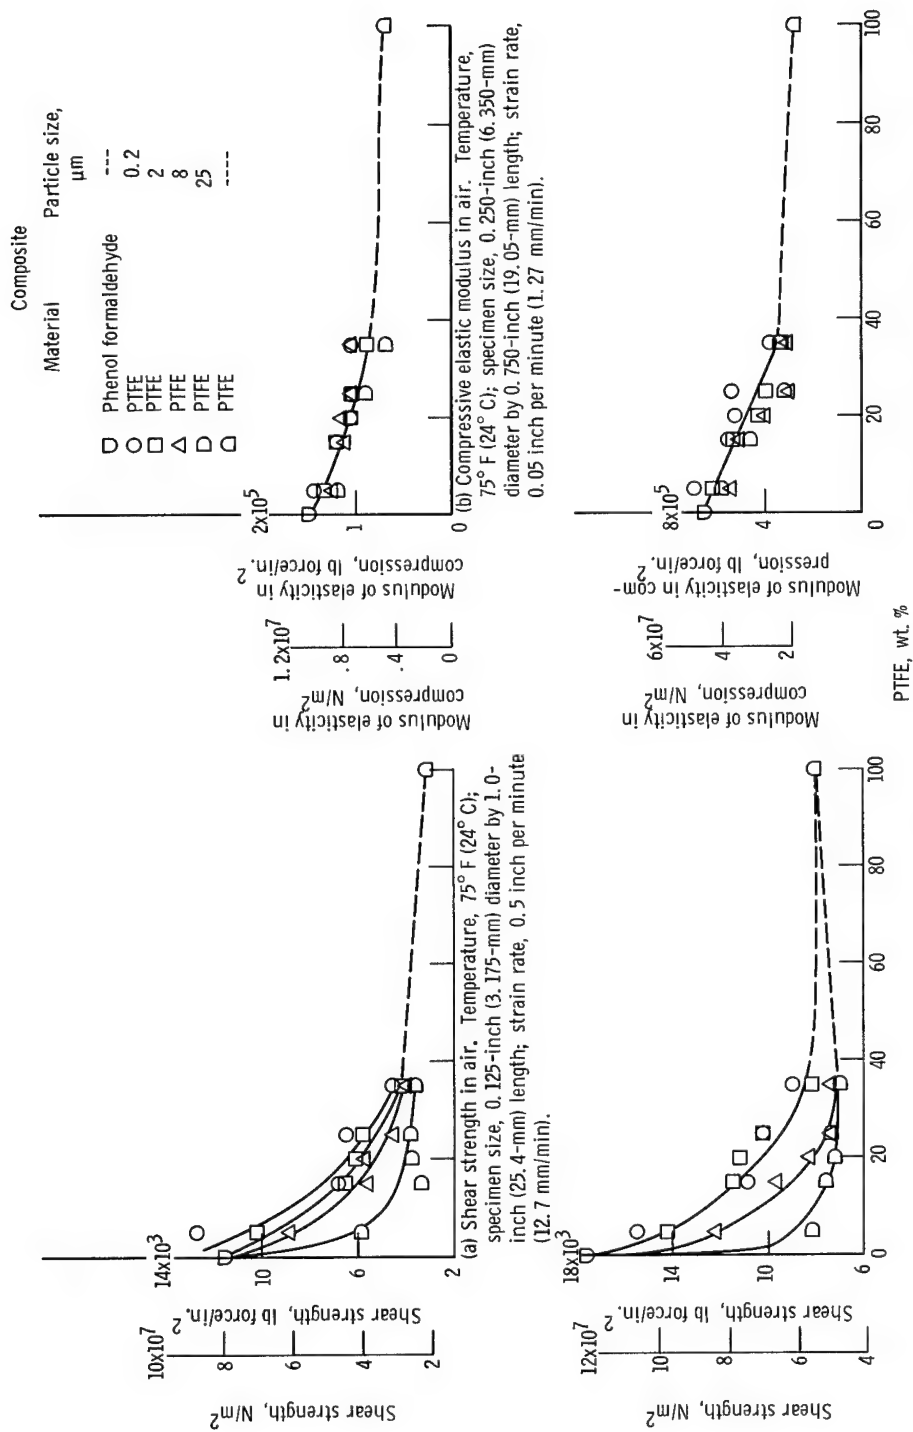 Composite
Material Particle size,
μm
Phenol formaldehyde ---
PTFE 0.2
PTFE 2
PTFE 8
PTFE 25
PTFE ----
Shear strength, N/m2
10x10^7
8
6
4
2
Shear strength, lb force/in.2
14x10^3
10
6
2
(a) Shear strength in air. Temperature, 75° F (24° C);
specimen size, 0.125-inch (3.175-mm) diameter by 1.0-
inch (25.4-mm) length; strain rate, 0.5 inch per minute
(12.7 mm/min).
Modulus of elasticity in
compression, N/m2
1.2x10^7
.8
.4
0
Modulus of elasticity in
compression, lb force/in.2
2x10^5
1
0
(b) Compressive elastic modulus in air. Temperature,
75° F (24° C); specimen size, 0.250-inch (6.350-mm)
diameter by 0.750-inch (19.05-mm) length; strain rate,
0.05 inch per minute (1.27 mm/min).
Shear strength, N/m2
12x10^7
10
8
6
4
Shear strength, lb force/in.2
18x10^3
14
10
6
0 20 40 60 80 100
Modulus of elasticity in
compression, N/m2
6x10^7
4
2
Modulus of elasticity in com-
pression, lb force/in.2
8x10^5
4
0
0 20 40 60 80 100
PTFE, wt. %